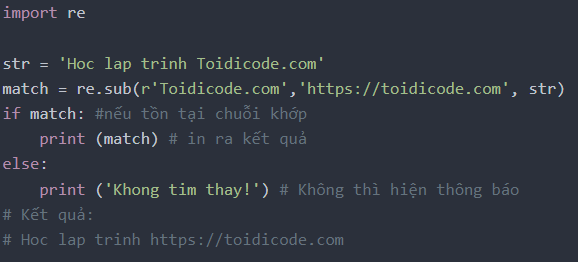 import re
str = 'Hoc lap trinh Toidicode.com'
match = re.sub(r'Toidicode.com','https://toidicode.com', str)
if match: #nếu tồn tại chuỗi khớp
    print (match) # in ra kết quả
else:
    print ('Khong tim thay!') # Không thì hiện thông báo
# Kết quả:
# Hoc lap trinh https://toidicode.com